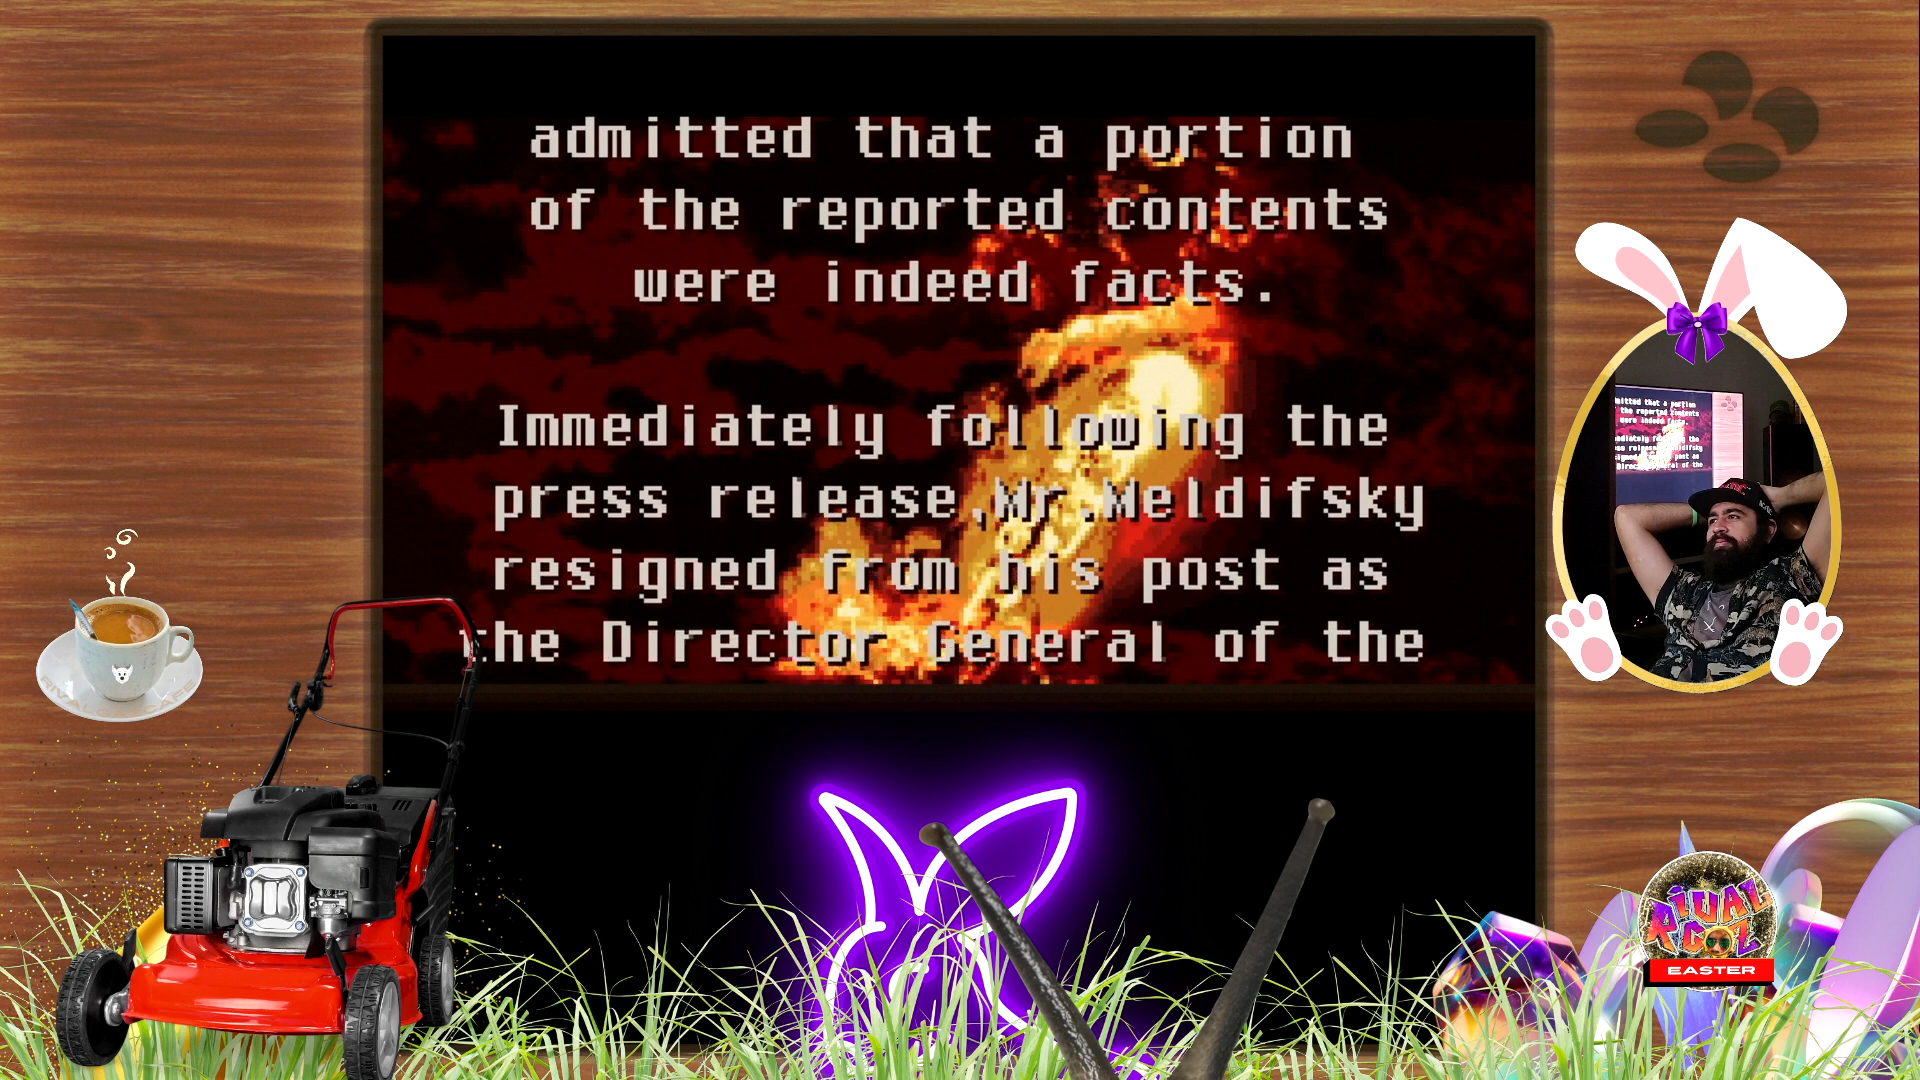 admitted that a portion
of the reported contents
were indeed facts.
Immediately following the
press release,Mr.Meldifsky
resigned from his post as
the Director General of the
RiVAL
EASTER